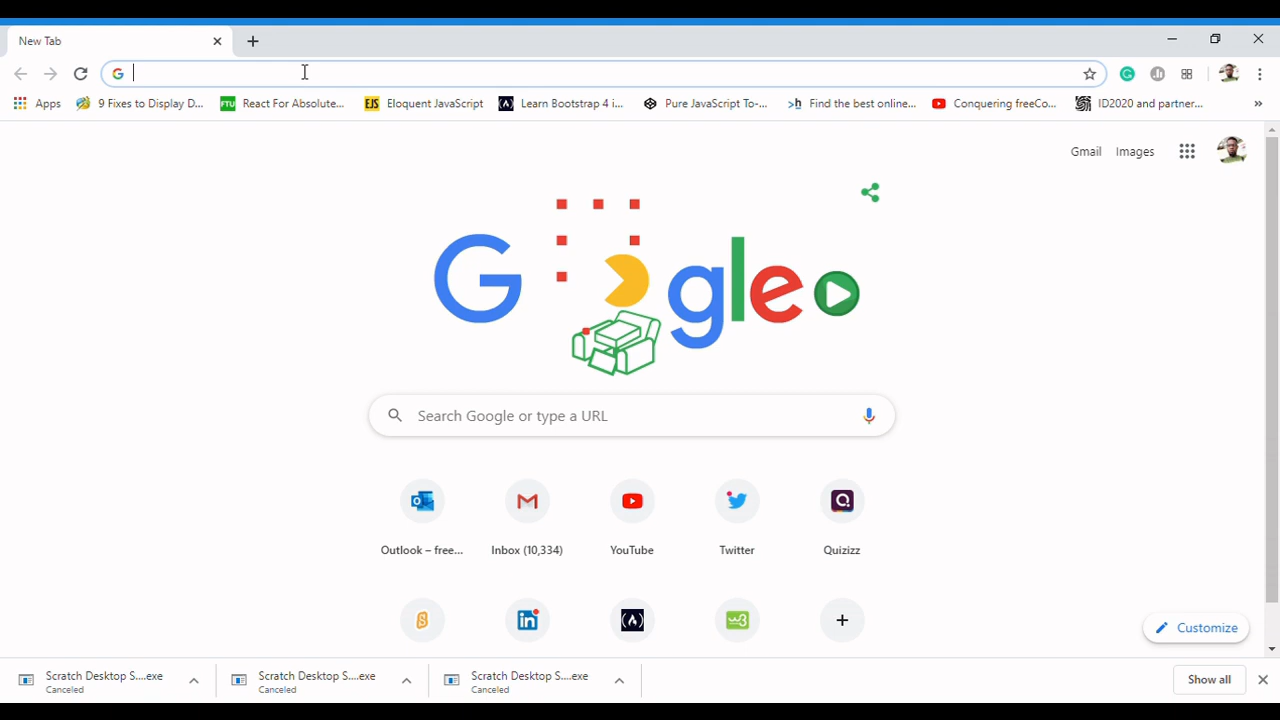 New Tab
Apps 9 Fixes to Display D... FTU React For Absolute... EJS Eloquent JavaScript Learn Bootstrap 4 i... Pure JavaScript To-... >h Find the best online... Conquering freeCo... ID2020 and partner... »
Gmail Images
G gle
Search Google or type a URL
Outlook – free... Inbox (10,334) YouTube Twitter Quizizz
Customize
Scratch Desktop S....exe Scratch Desktop S....exe Scratch Desktop S....exe Show all
Canceled Canceled Canceled